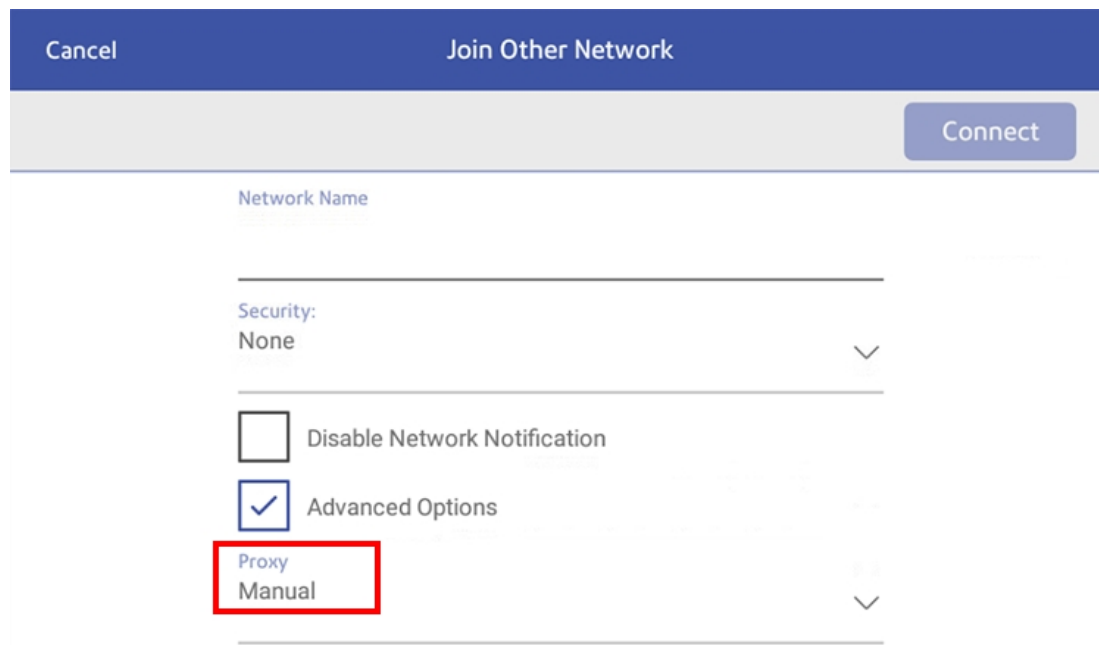 Cancel
Join Other Network
Connect
Network Name
Security:
None
Disable Network Notification
Advanced Options
Proxy
Manual